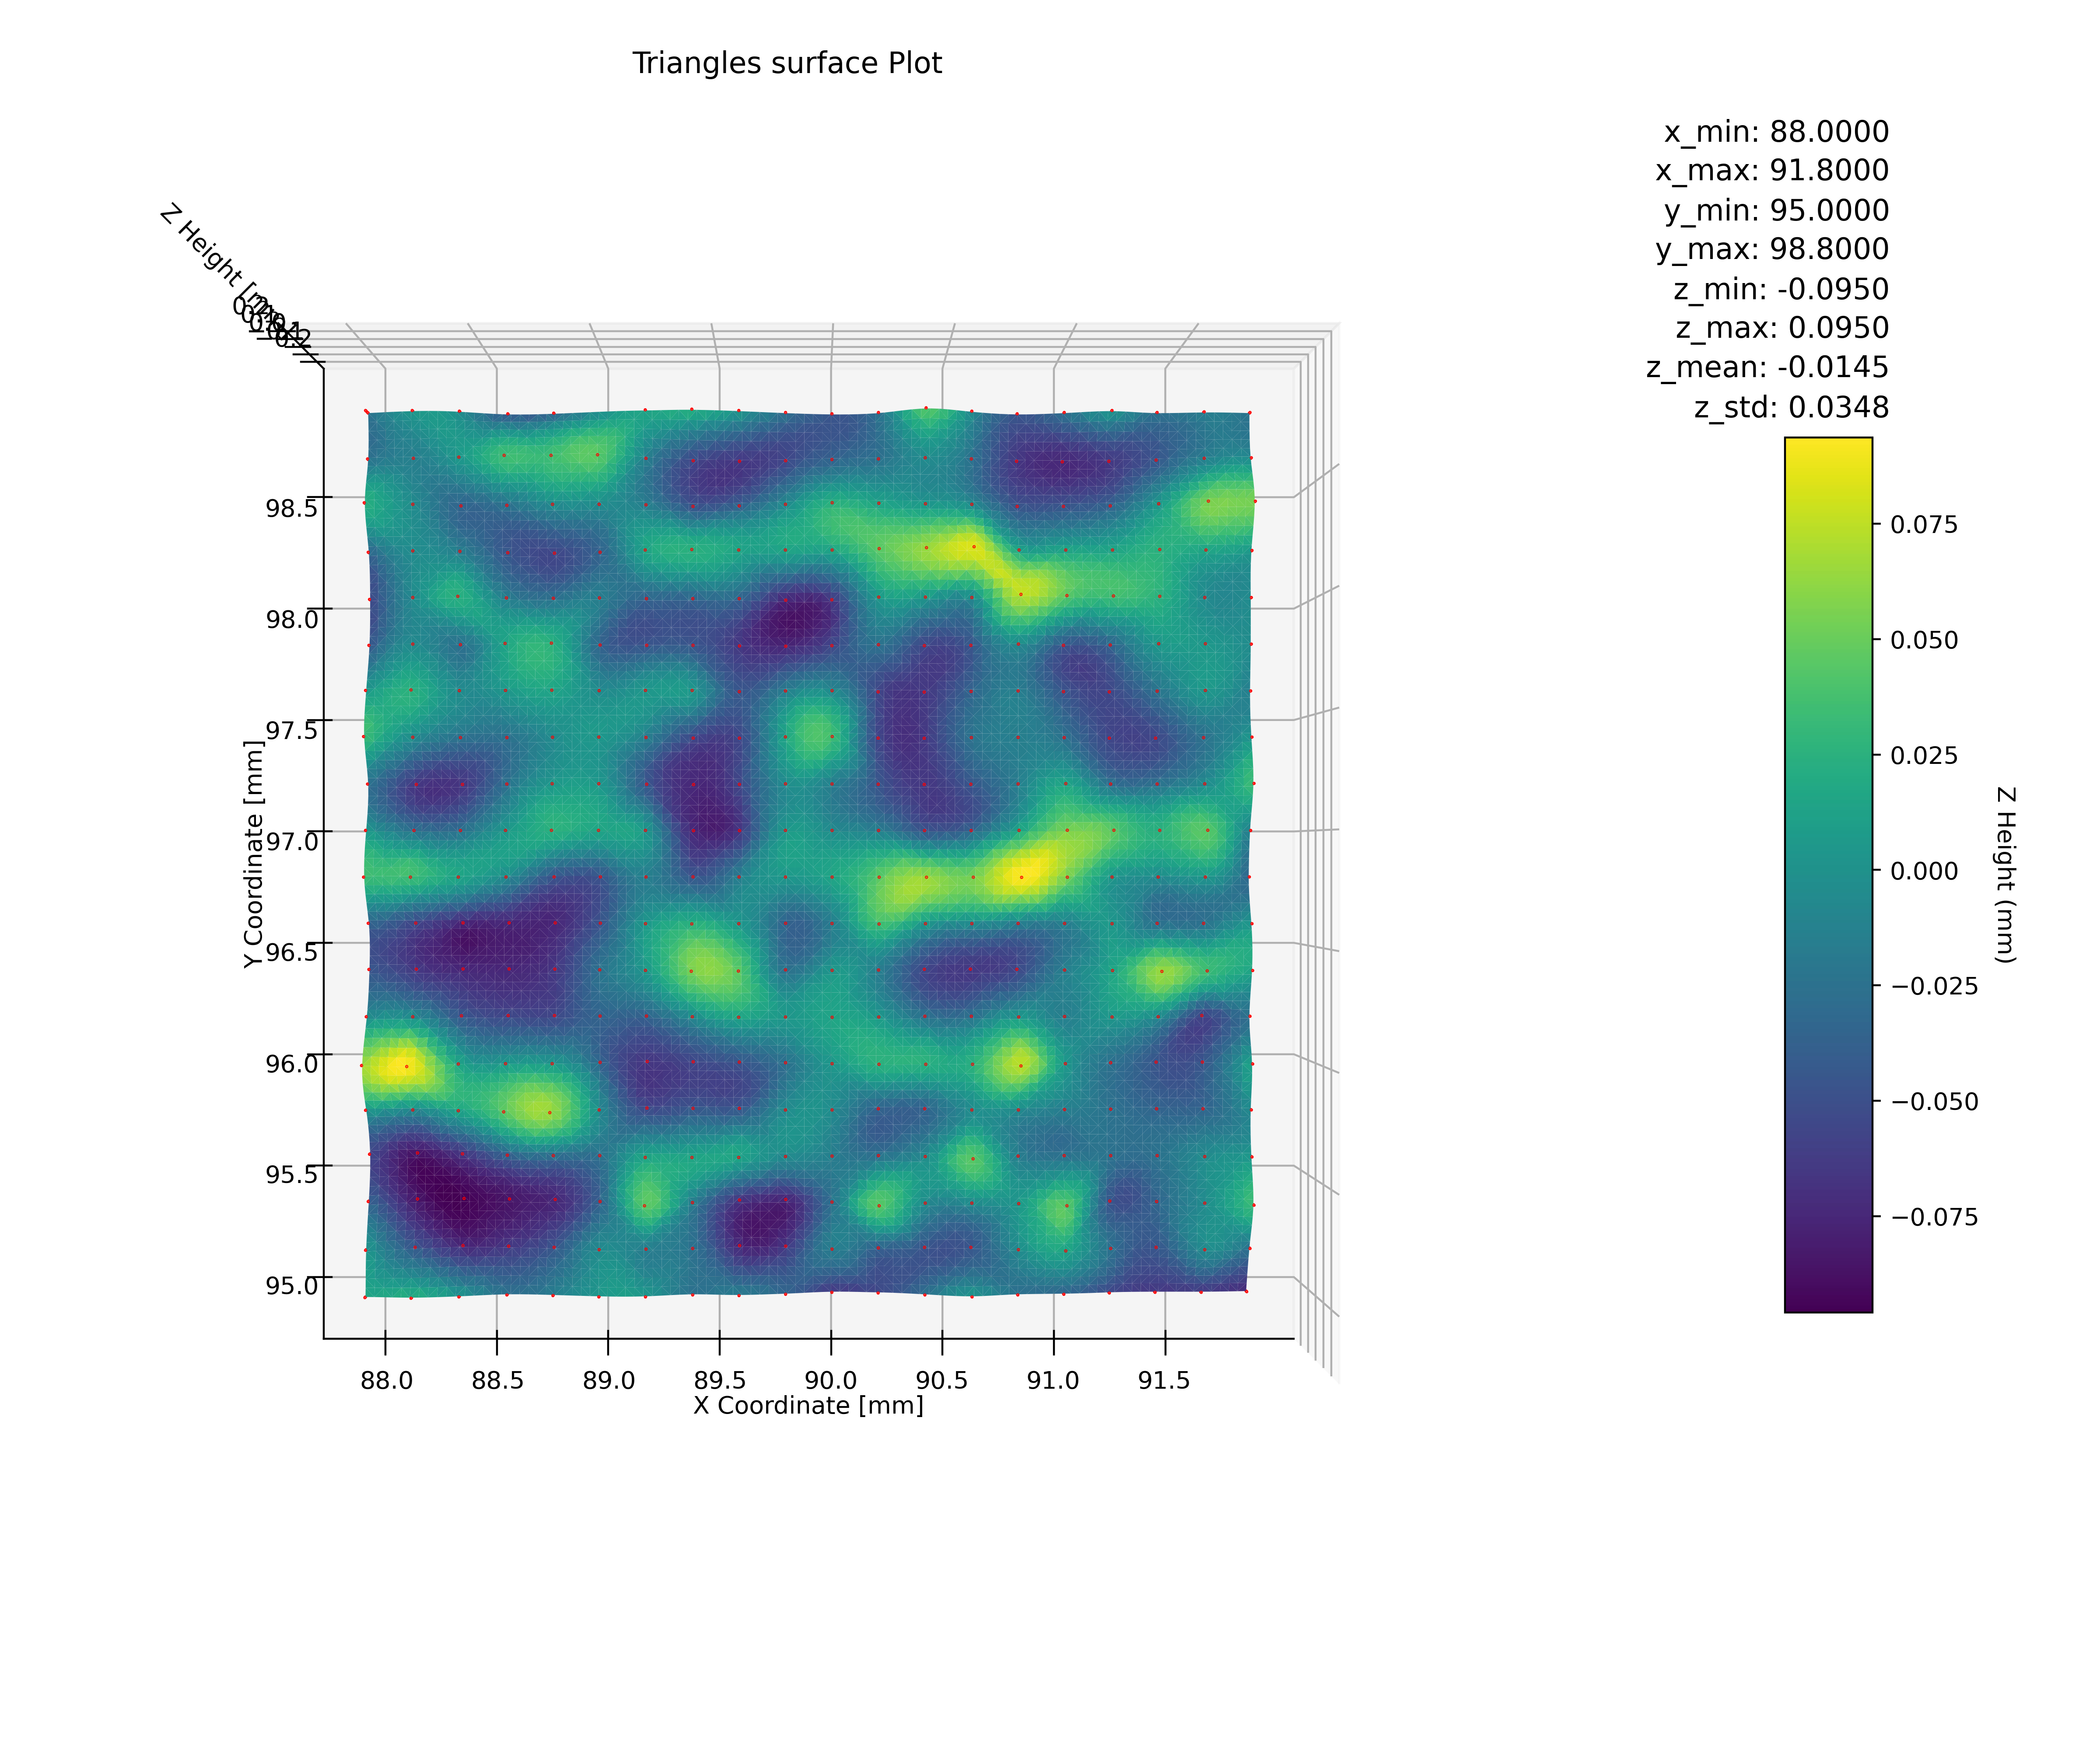 Triangles surface Plot
x_min: 88.0000
x_max: 91.8000
y_min: 95.0000
y_max: 98.8000
z_min: -0.0950
z_max: 0.0950
z_mean: -0.0145
z_std: 0.0348
Z Height
98.5
98.0
97.5
97.0
96.5
96.0
95.5
95.0
Y Coordinate [mm]
88.0 88.5 89.0 89.5 90.0 90.5 91.0 91.5
X Coordinate [mm]
0.075
0.050
0.025
0.000
−0.025
−0.050
−0.075
Z Height (mm)